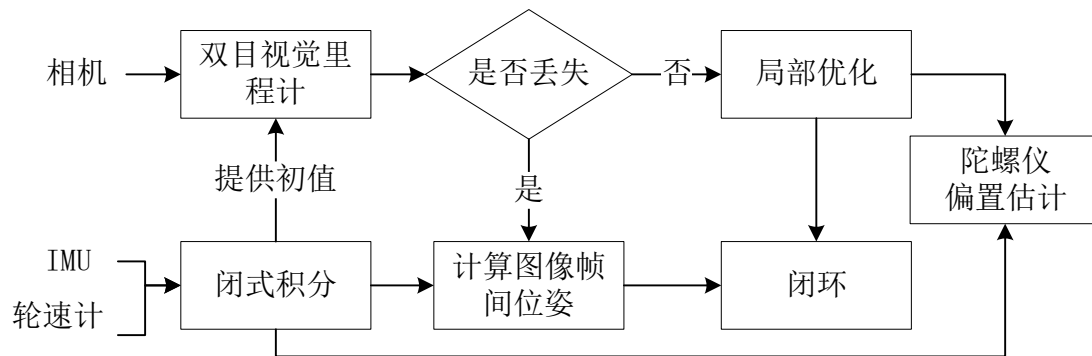 相机
双目视觉里
程计
是否丢失
否
局部优化
陀螺仪
偏置估计
提供初值
是
IMU
轮速计
闭式积分
计算图像帧
间位姿
闭环